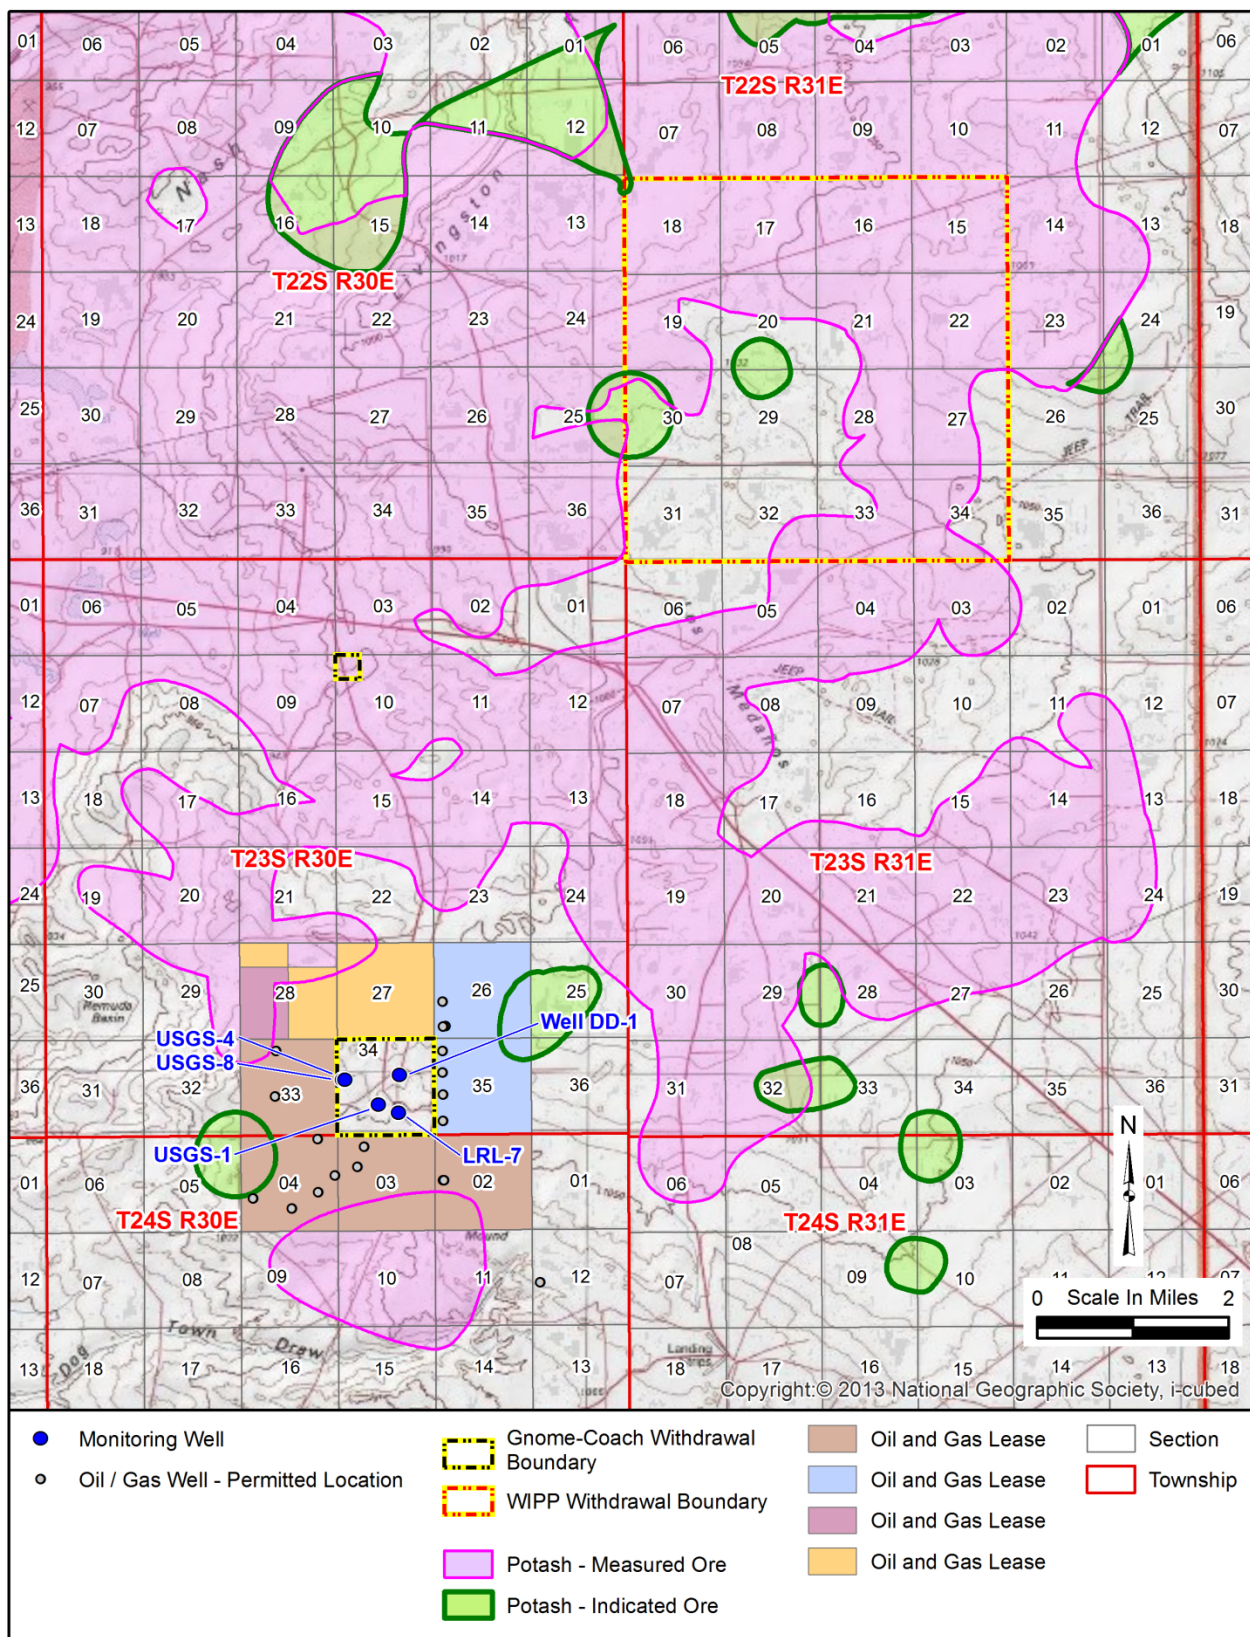 01 06 05 04 03 02 01 06 05 04 03 02 01 06
T22S R31E
12 07 08 09 10 11 12 07 08 09 10 11 12 07
Nash
Livingston
13 18 17 16 15 14 13 18 17 16 15 14 13 18
T22S R30E
24 19 20 21 22 23 24 19 20 21 22 23 24 19
25 30 29 28 27 26 25 30 29 28 27 26 25 30
JEEP TRAIL
36 31 32 33 34 35 36 31 32 33 34 35 36 31
01 06 05 04 03 02 01 06 05 04 03 02 01 06
Los Medanos
JEEP
12 07 08 09 10 11 12 07 08 09 10 11 12 07
13 18 17 16 15 14 13 18 17 16 15 14 13 18
T23S R30E
T23S R31E
24 19 20 21 22 23 24 19 20 21 22 23 24 19
25 30 29 28 27 26 25 30 29 28 27 26 25 30
Remuda
Basin
Well DD-1
USGS-4
USGS-8
34
36 31 32 33 35 36 31 32 33 34 35 36 31
N
USGS-1
LRL-7
01 06 05 04 03 02 01 06 05 04 03 02 01 06
T24S R30E
T24S R31E
Mound
08
12 07 08 09 10 11 12 07 09 10 11 12 07
0 Scale In Miles 2
Town Draw
Dog
Landing
13 18 17 16 15 14 13 18 17 16 15 14 13 18
Copyright:© 2013 National Geographic Society, i-cubed
Monitoring Well
Oil / Gas Well - Permitted Location
Gnome-Coach Withdrawal
Boundary
WIPP Withdrawal Boundary
Potash - Measured Ore
Potash - Indicated Ore
Oil and Gas Lease
Oil and Gas Lease
Oil and Gas Lease
Oil and Gas Lease
Section
Township